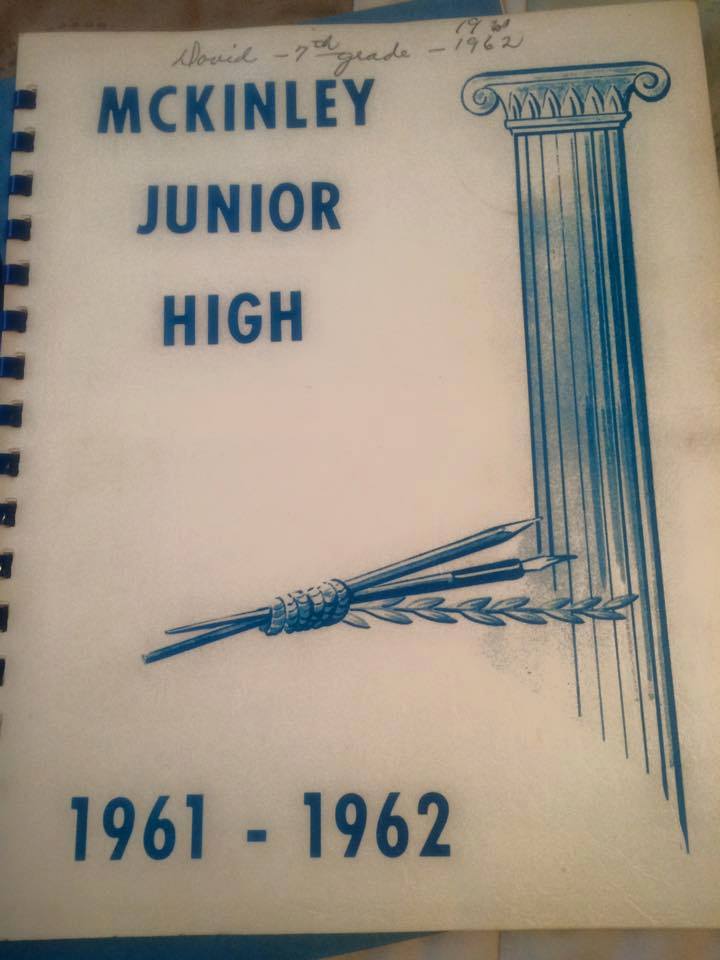 David - 7th grade - 1961
1962
MCKINLEY
JUNIOR
HIGH
1961 - 1962